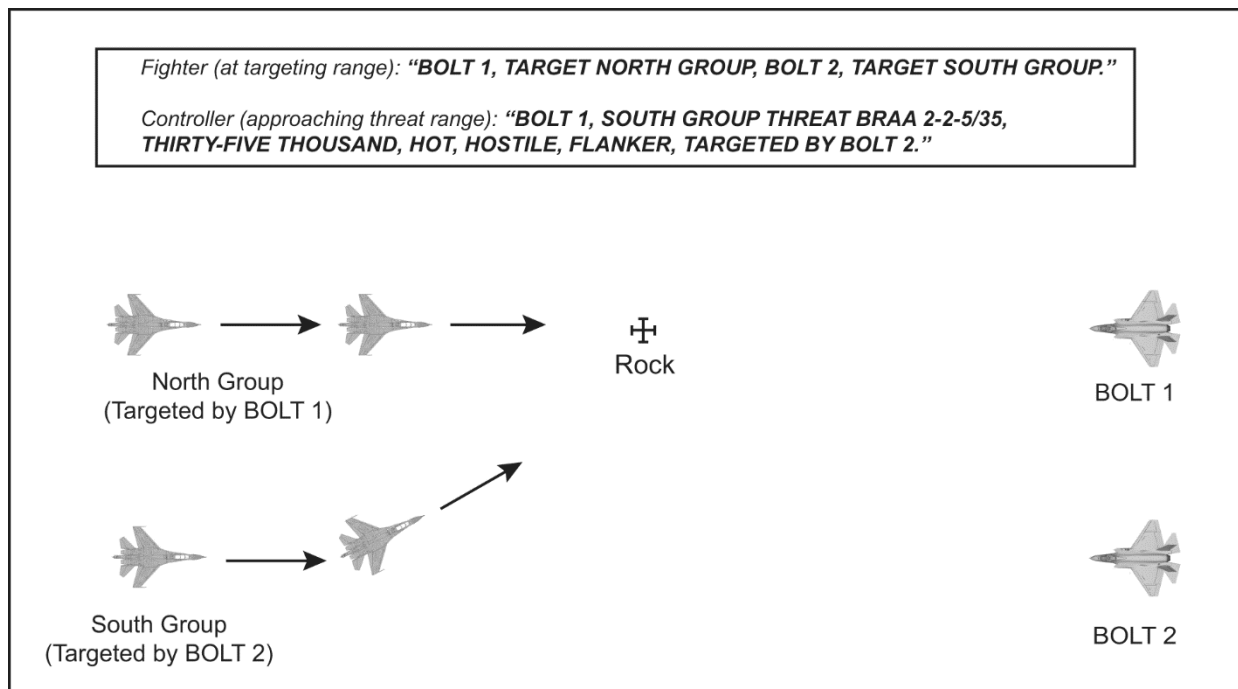 Fighter (at targeting range): “BOLT 1, TARGET NORTH GROUP, BOLT 2, TARGET SOUTH GROUP.”
Controller (approaching threat range): “BOLT 1, SOUTH GROUP THREAT BRAA 2-2-5/35,
THIRTY-FIVE THOUSAND, HOT, HOSTILE, FLANKER, TARGETED BY BOLT 2.”
Rock
North Group
(Targeted by BOLT 1)
BOLT 1
South Group
(Targeted by BOLT 2)
BOLT 2